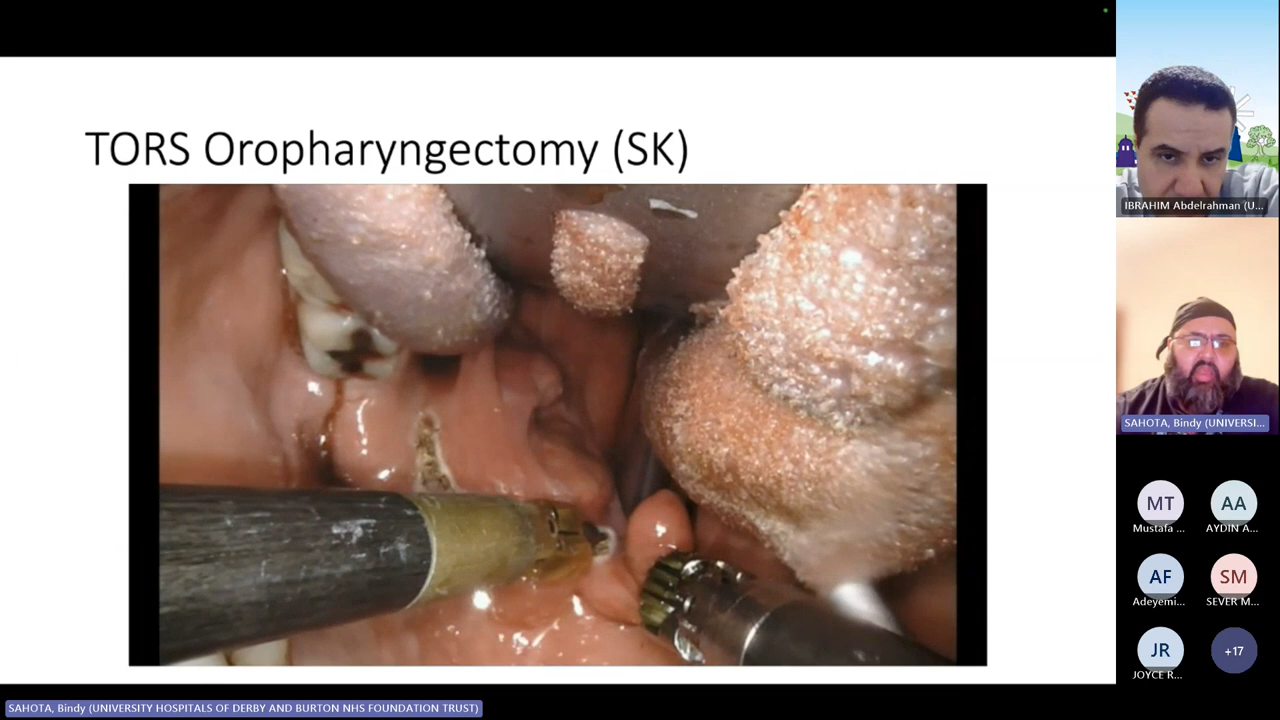 TORS Oropharyngectomy (SK)
IBRAHIM Abdelrahman (U...
SAHOTA, Bindy (UNIVERSI...
MT
AA
Mustafa ...
AYDIN A...
AF
SM
Adeyemi...
SEVER M...
JR
+17
JOYCE R...
SAHOTA, Bindy (UNIVERSITY HOSPITALS OF DERBY AND BURTON NHS FOUNDATION TRUST)